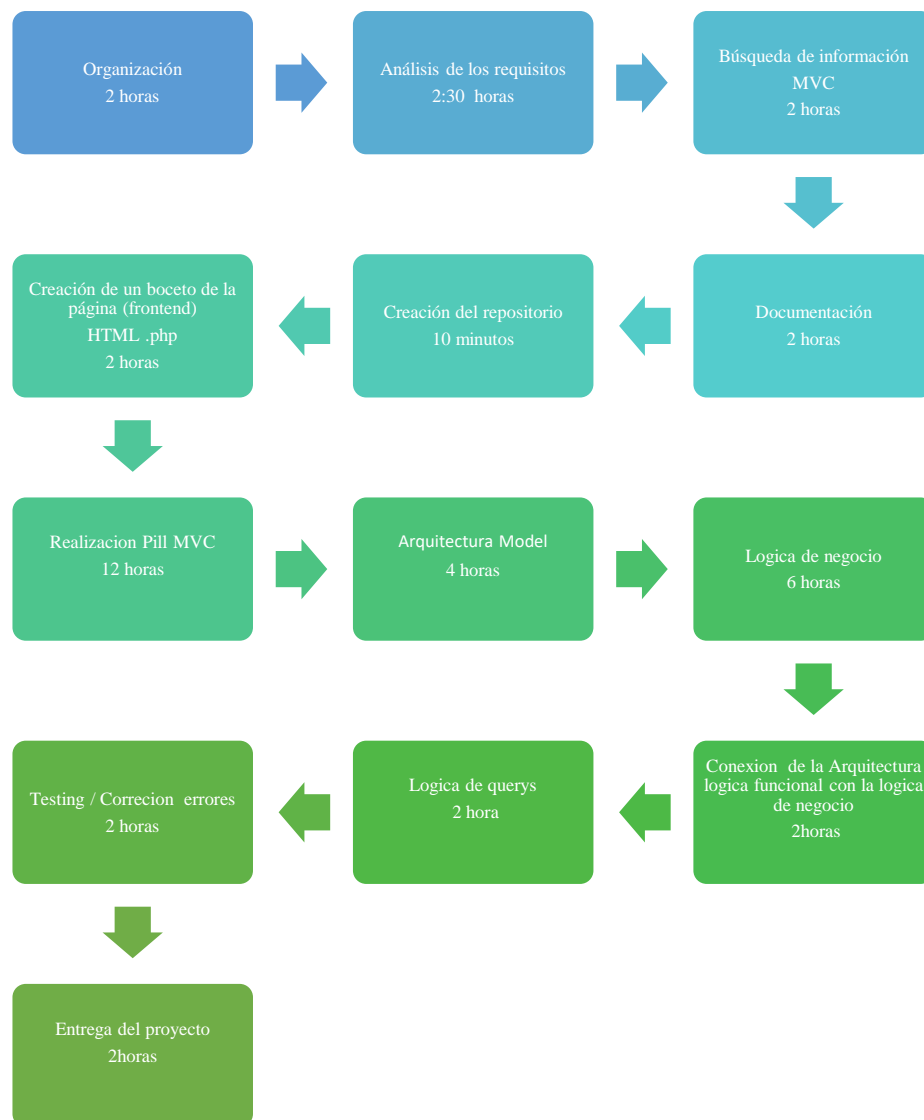 Organización
2 horas
Análisis de los requisitos
2:30 horas
Búsqueda de información
MVC
2 horas
Documentación
2 horas
Creación del repositorio
10 minutos
Creación de un boceto de la
página (frontend)
HTML .php
2 horas
Realizacion Pill MVC
12 horas
Arquitectura Model
4 horas
Logica de negocio
6 horas
Conexion de la Arquitectura
logica funcional con la logica
de negocio
2horas
Logica de querys
2 hora
Testing / Correcion errores
2 horas
Entrega del proyecto
2horas